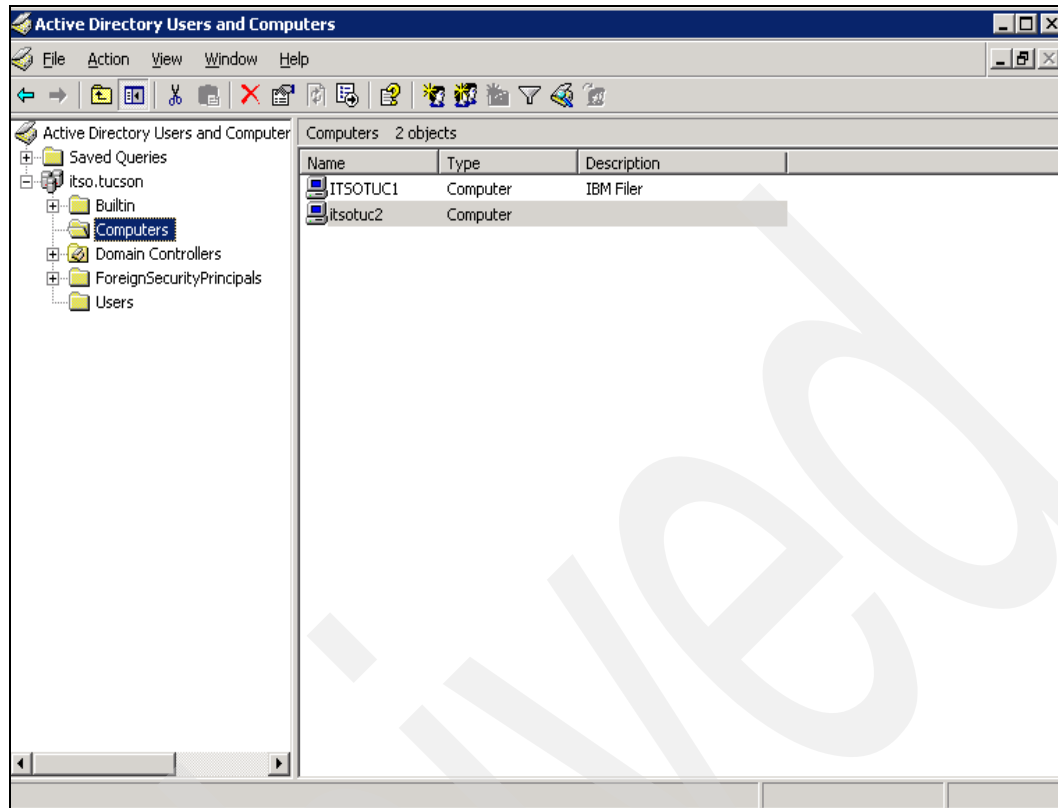 Active Directory Users and Computers
File Action View Window Help
Active Directory Users and Computer
Saved Queries
itso.tucson
Builtin
Computers
Domain Controllers
ForeignSecurityPrincipals
Users
Computers 2 objects
Name Type Description
ITSOTUC1 Computer IBM Filer
itsotuc2 Computer
ived